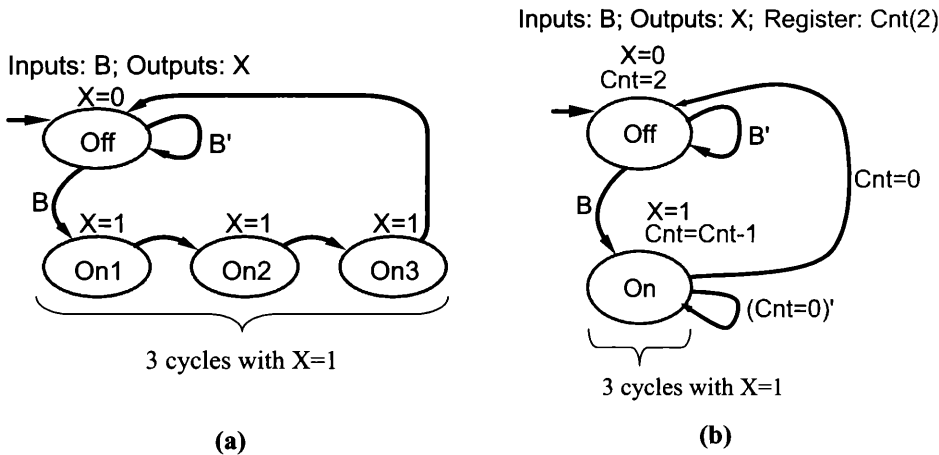 Inputs: B; Outputs: X
X=0
Off
B'
B
X=1
X=1
X=1
On1
On2
On3
3 cycles with X=1
(a)
Inputs: B; Outputs: X; Register: Cnt(2)
X=0
Cnt=2
Off
B'
Cnt=0
B
X=1
Cnt=Cnt-1
On
(Cnt=0)'
3 cycles with X=1
(b)